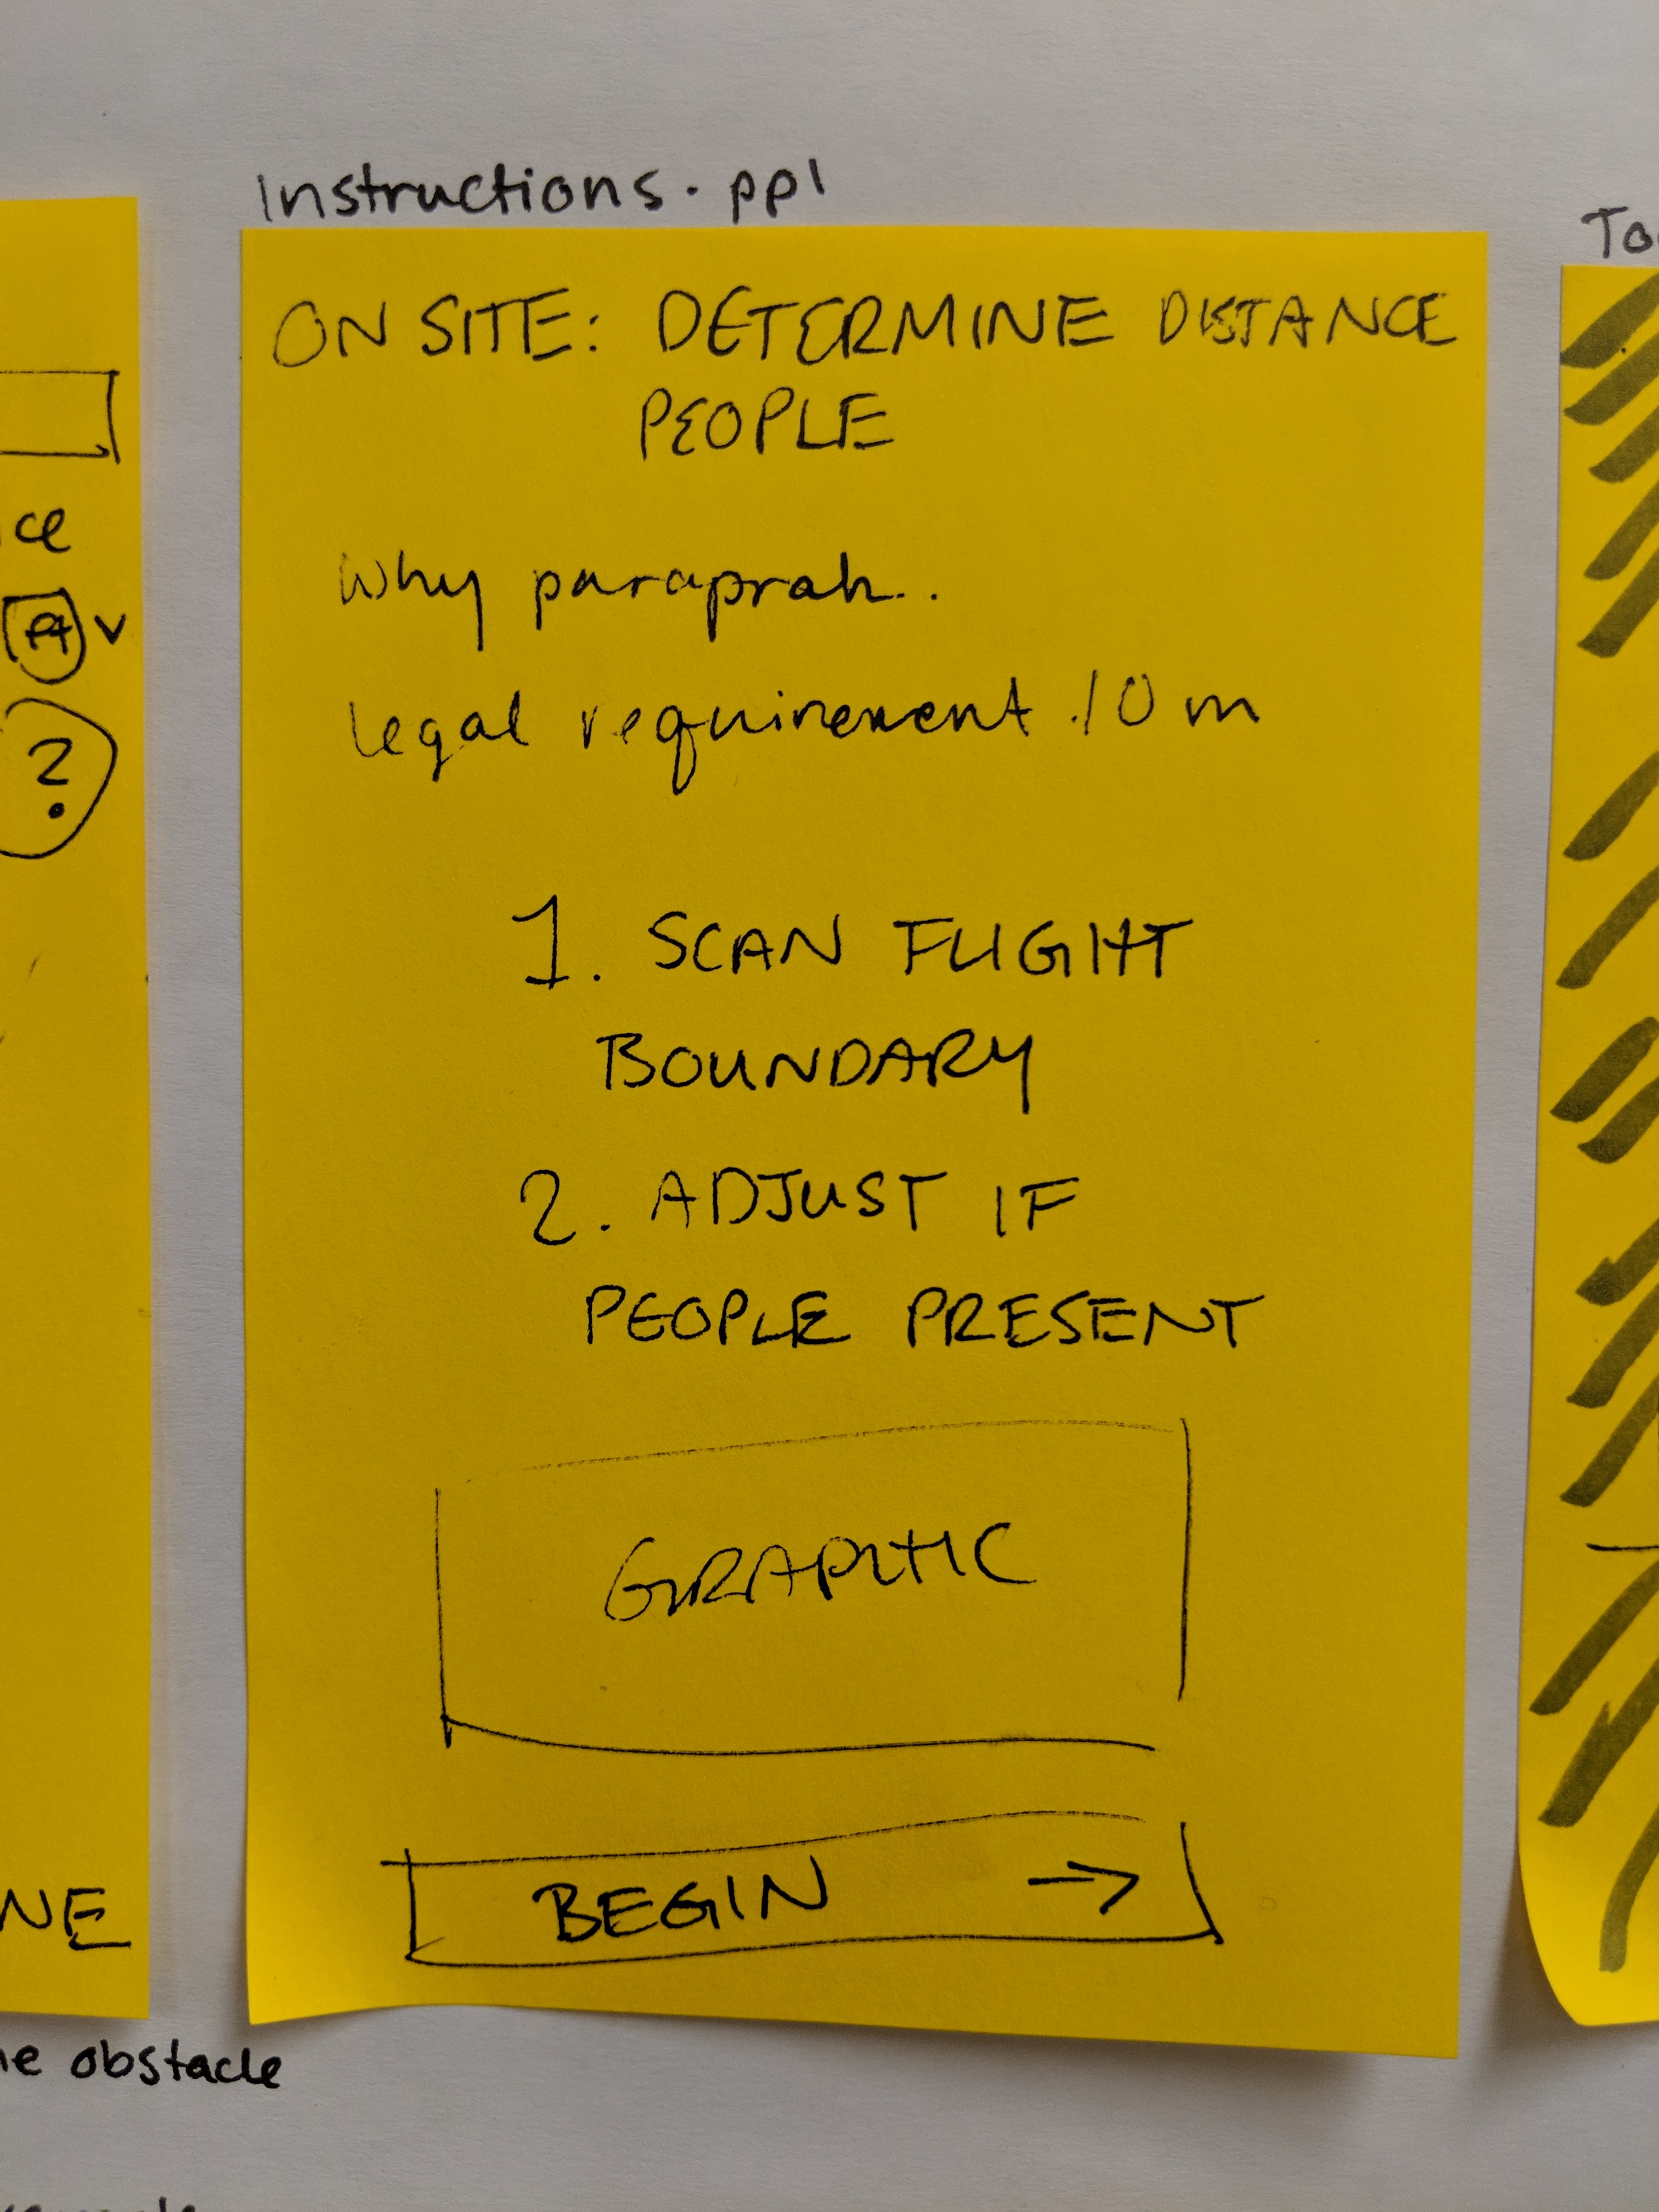 Instructions. ppl
To
ON SITE: DETERMINE DISTANCE
PEOPLE
ce
Why paraprah..
?
legal requirement 10 m
1. SCAN FLIGHT
BOUNDARY
2. ADJUST IF
PEOPLE PRESENT
GRAPHIC
BEGIN →
NE
obstacle